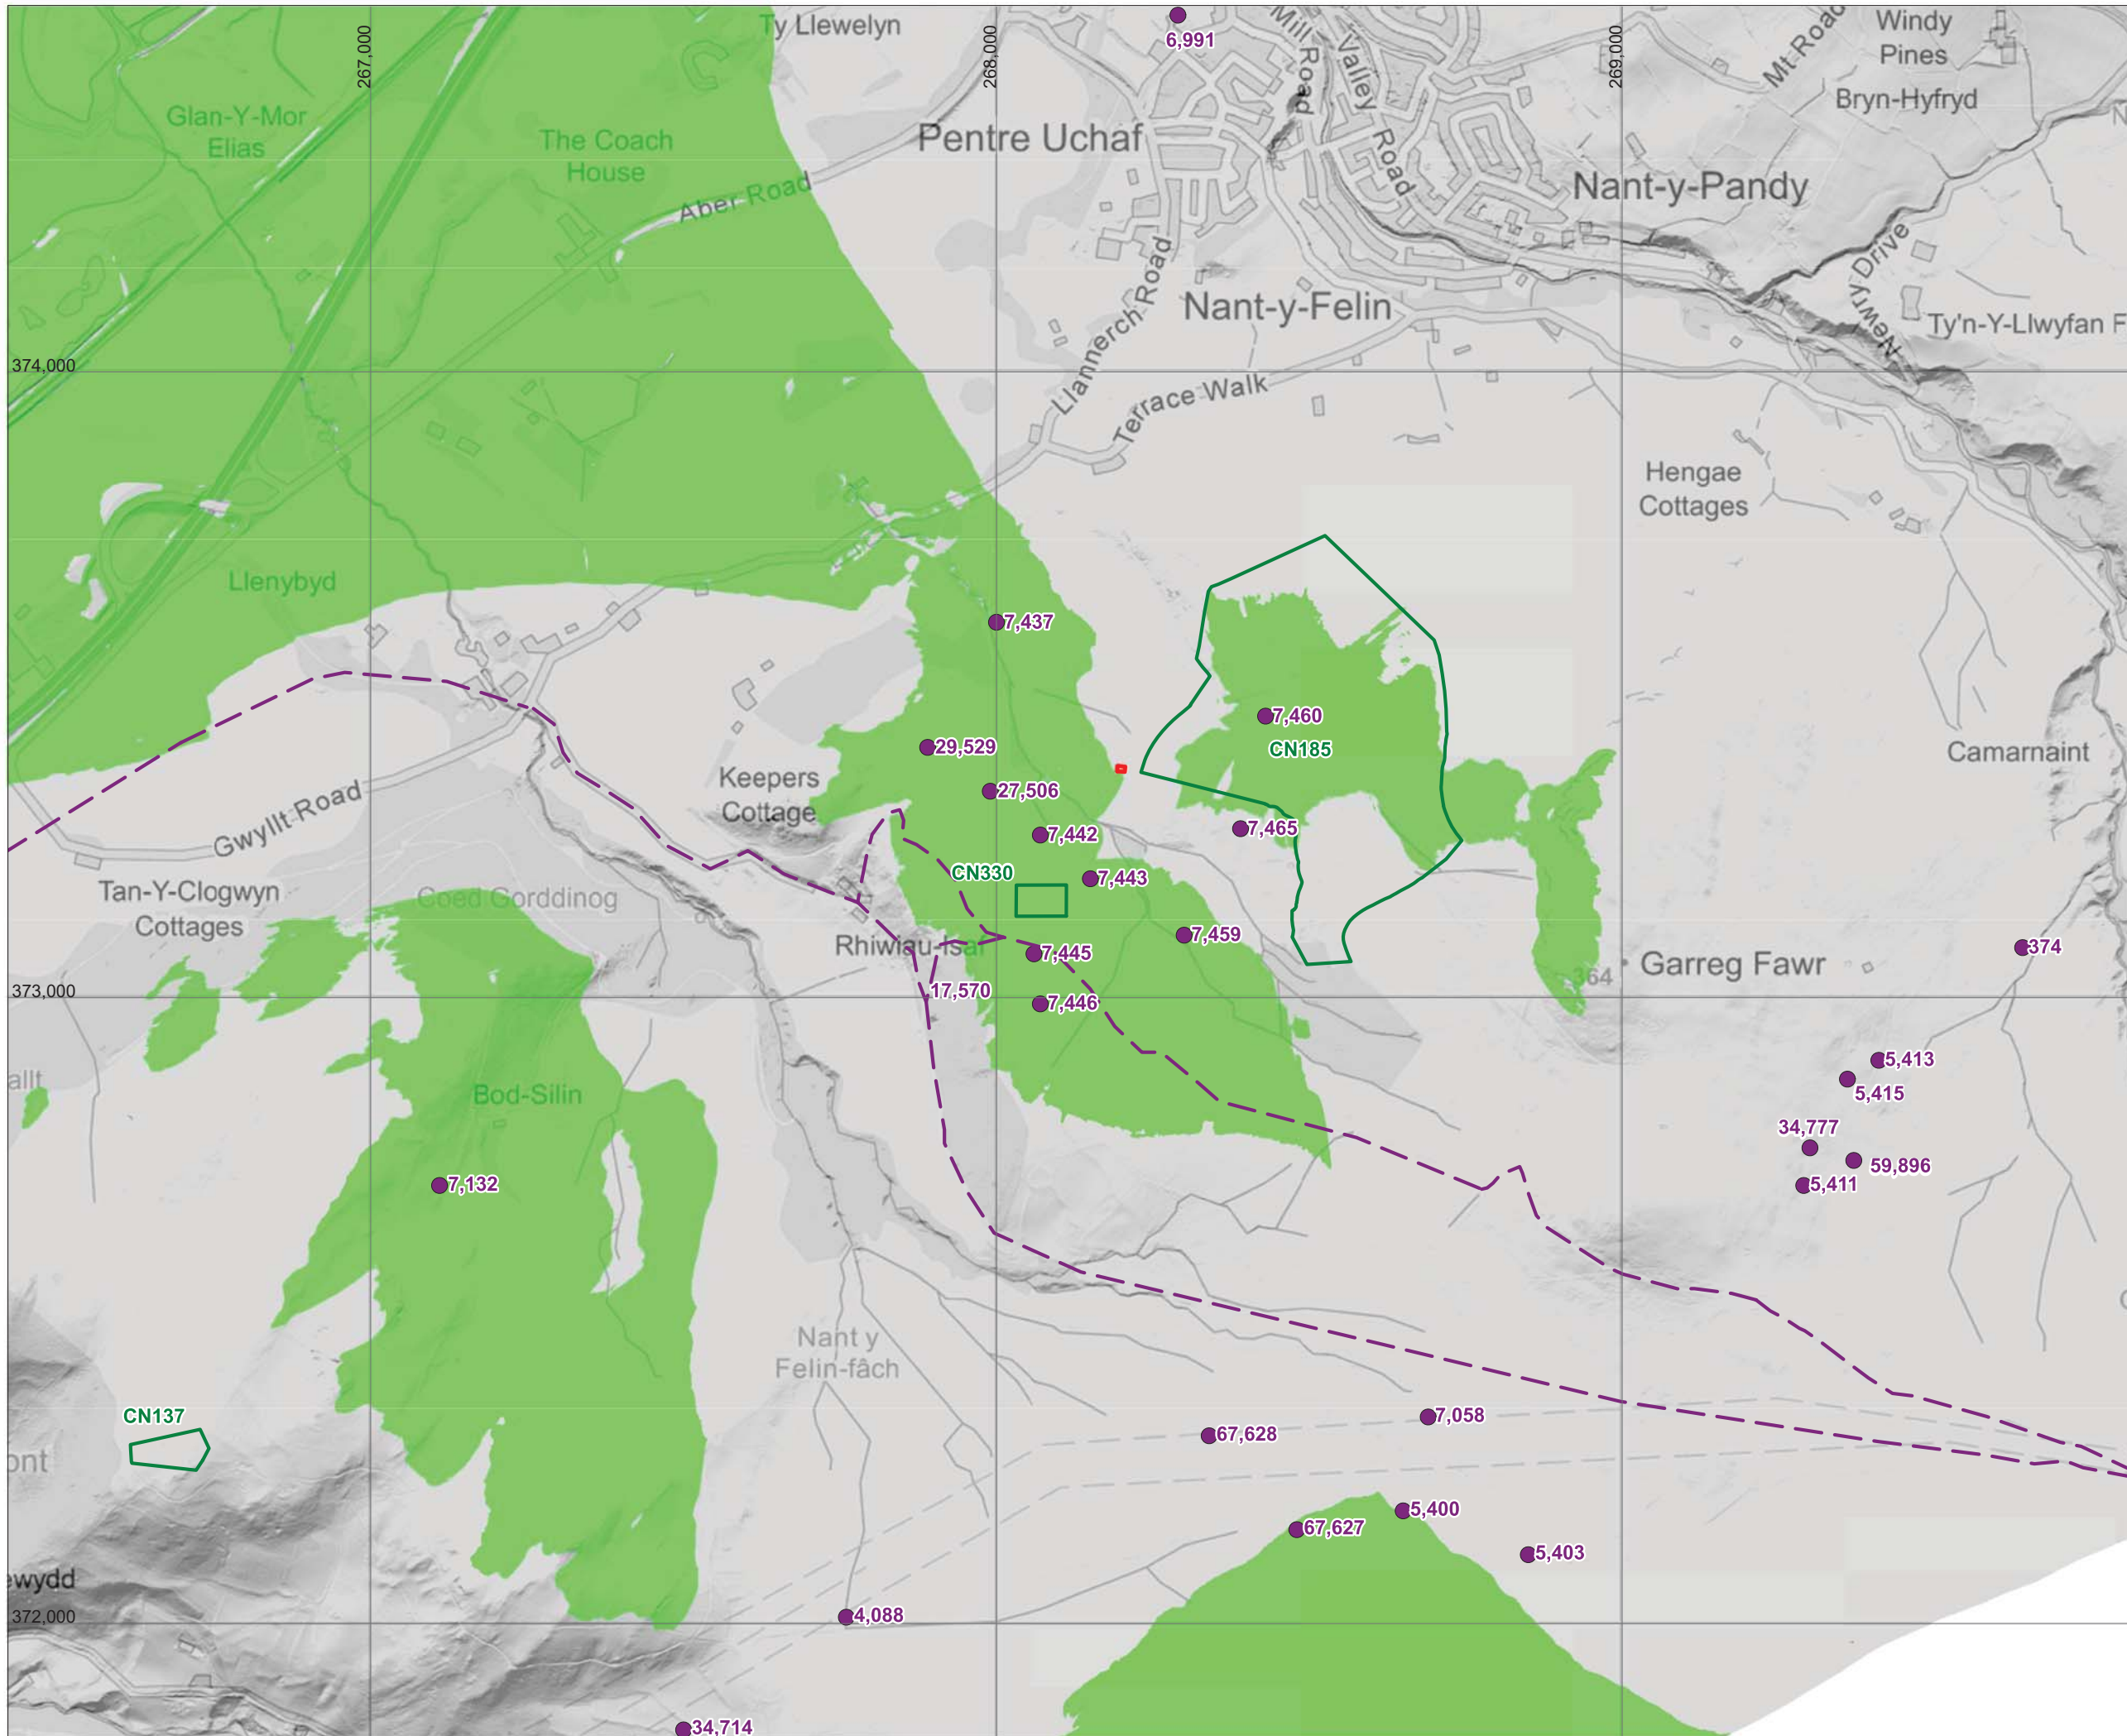 Ty Llewelyn
6,991
Mill Road
Valley Road
Mt Road
Windy
Pines
Bryn-Hyfryd
267,000
268,000
269,000
Glan-Y-Mor
Elias
The Coach
House
Aber Road
Pentre Uchaf
Nant-y-Pandy
Newry Drive
Llannerch Road
Nant-y-Felin
Ty'n-Y-Llwyfan F
374,000
Terrace Walk
Hengae
Cottages
Llenybyd
7,437
7,460
CN185
29,529
Camarnaint
Keepers
Cottage
27,506
Gwyllt Road
7,442
7,465
CN330
7,443
Tan-Y-Clogwyn
Cottages
Coed Gorddinog
Rhiwiau-Isaf
7,459
7,445
374
Garreg Fawr
364
17,570
373,000
7,446
allt
Bod-Silin
5,413
5,415
34,777
59,896
5,411
7,132
Nant y
Felin-fâch
CN137
7,058
67,628
ont
5,400
67,627
5,403
ewydd
372,000
4,088
34,714